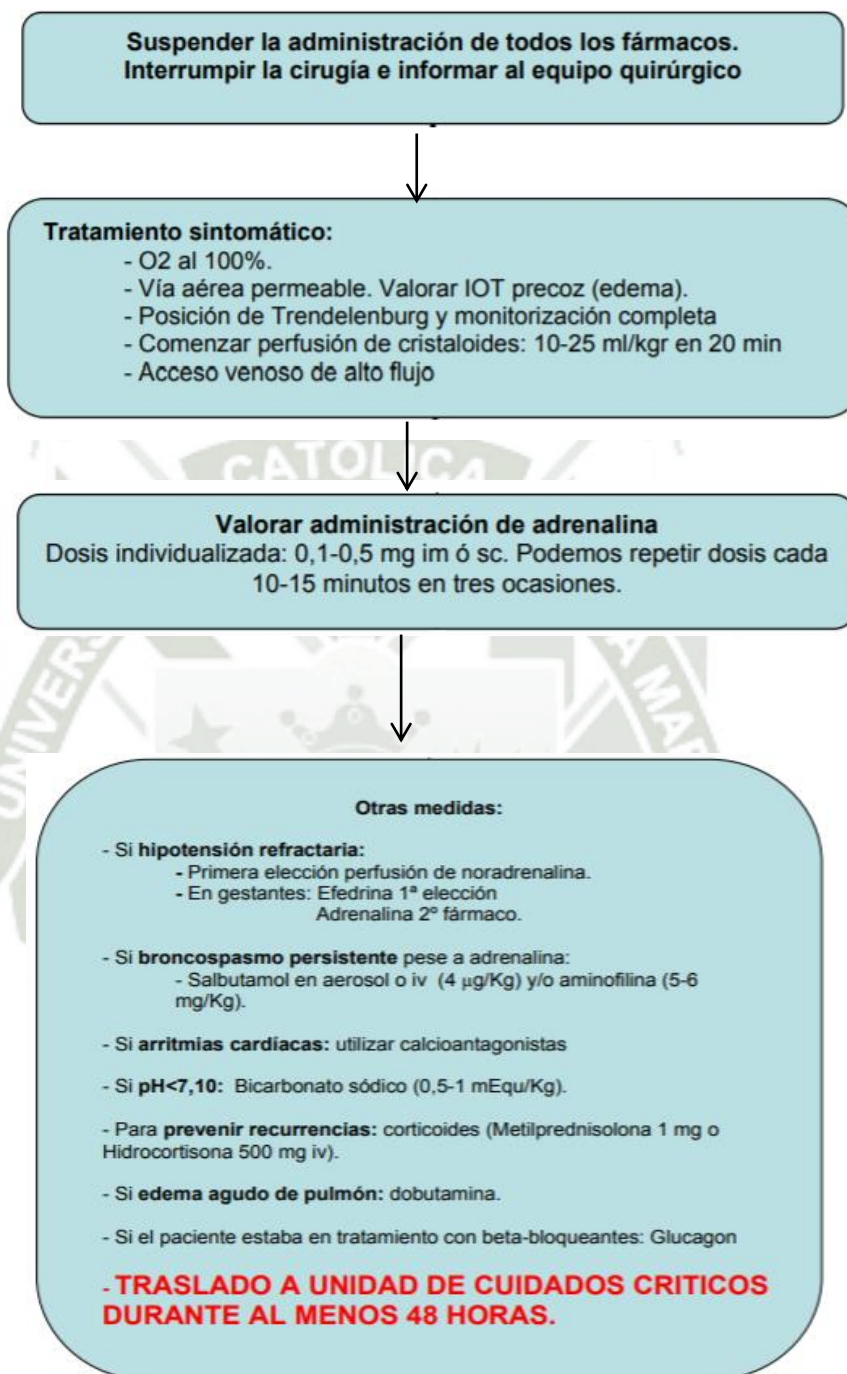 Suspender la administración de todos los fármacos.
Interrumpir la cirugía e informar al equipo quirúrgico
Tratamiento sintomático:
- O2 al 100%.
- Vía aérea permeable. Valorar IOT precoz (edema).
- Posición de Trendelenburg y monitorización completa
- Comenzar perfusión de cristaloides: 10-25 ml/kgr en 20 min
- Acceso venoso de alto flujo
CATOLICA
Valorar administración de adrenalina
Dosis individualizada: 0,1-0,5 mg im ó sc. Podemos repetir dosis cada
10-15 minutos en tres ocasiones.
Otras medidas:
- Si hipotensión refractaria:
- Primera elección perfusión de noradrenalina.
- En gestantes: Efedrina 1ª elección
Adrenalina 2º fármaco.
- Si broncospasmo persistente pese a adrenalina:
- Salbutamol en aerosol o iv (4 µg/Kg) y/o aminofilina (5-6
mg/Kg).
- Si arritmias cardíacas: utilizar calcioantagonistas
- Si pH<7,10: Bicarbonato sódico (0,5-1 mEqu/Kg).
- Para prevenir recurrencias: corticoides (Metilprednisolona 1 mg o
Hidrocortisona 500 mg iv).
- Si edema agudo de pulmón: dobutamina.
- Si el paciente estaba en tratamiento con beta-bloqueantes: Glucagon
- TRASLADO A UNIDAD DE CUIDADOS CRITICOS
DURANTE AL MENOS 48 HORAS.